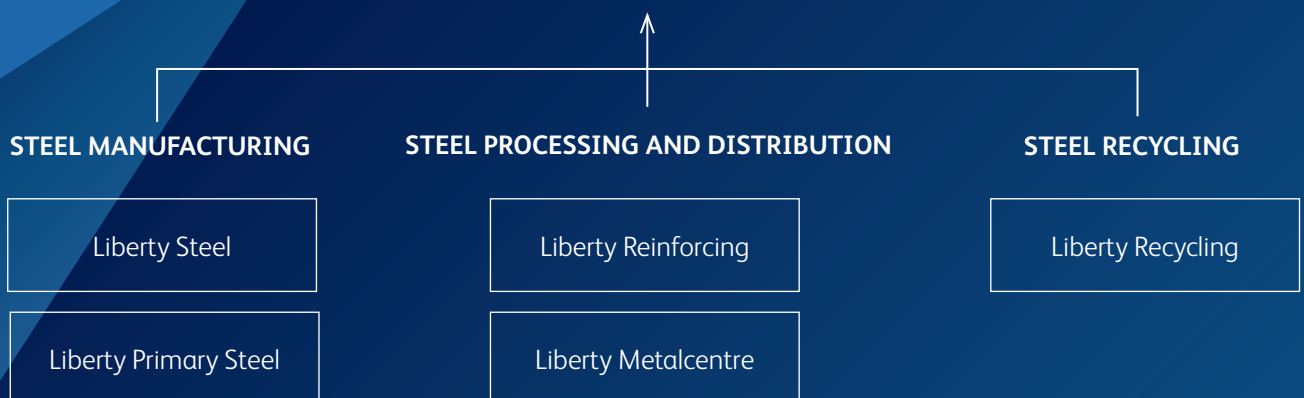 STEEL MANUFACTURING
STEEL PROCESSING AND DISTRIBUTION
STEEL RECYCLING
Liberty Steel
Liberty Reinforcing
Liberty Recycling
Liberty Primary Steel
Liberty Metalcentre